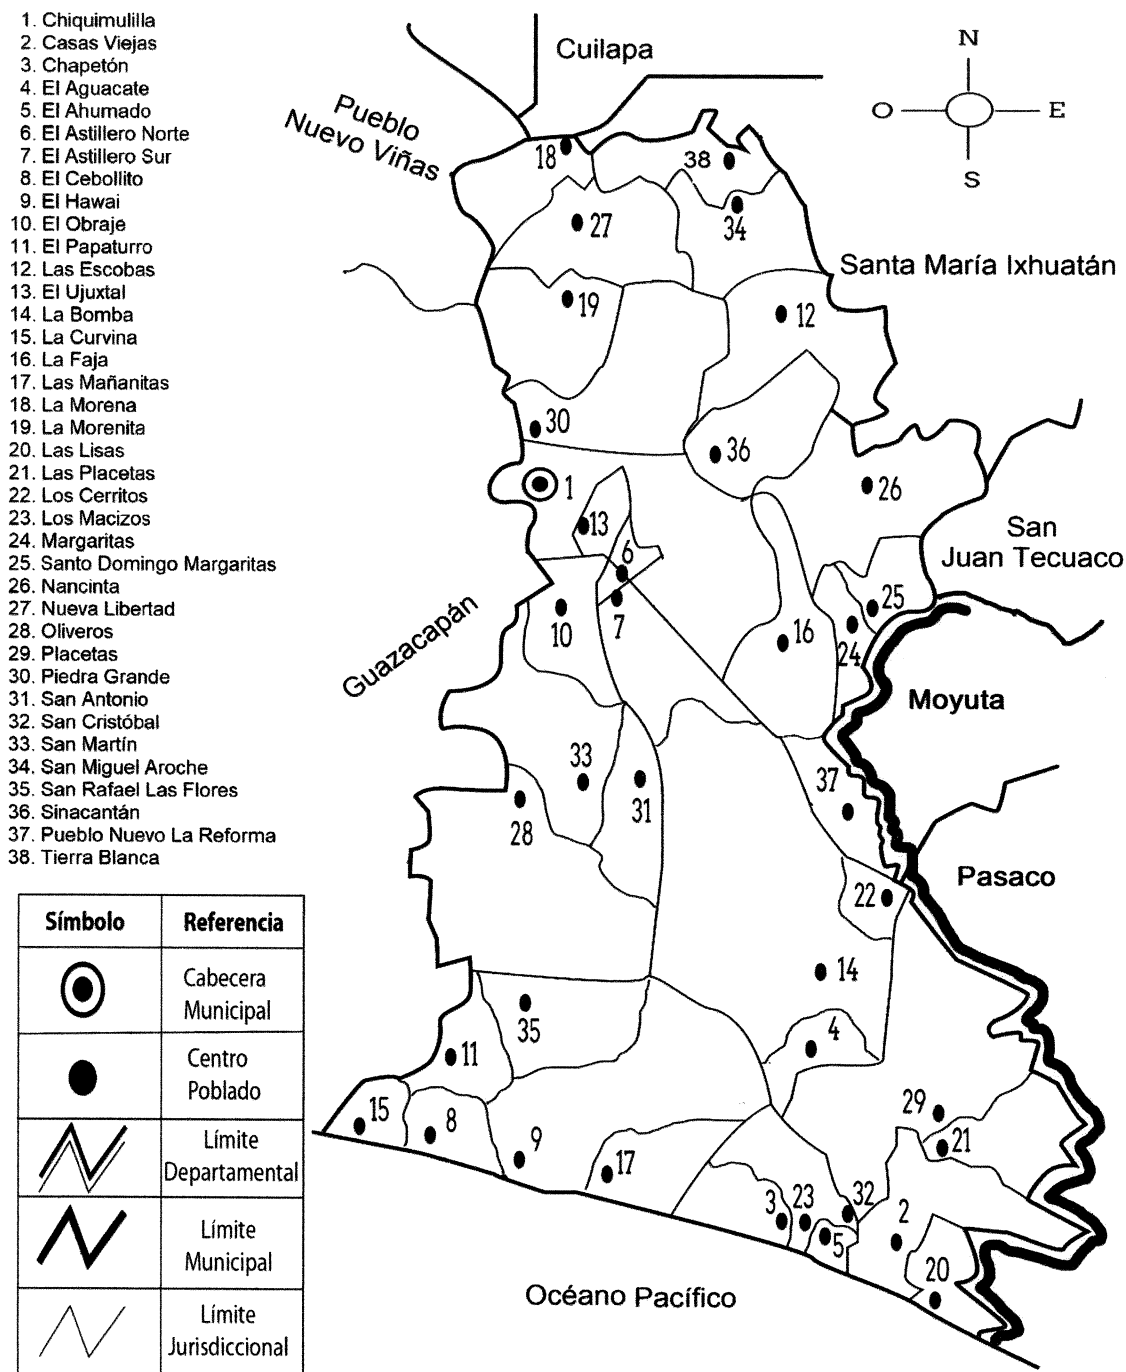 1. Chiquimulilla
2. Casas Viejas
3. Chapetón
4. El Aguacate
5. El Ahumado
6. El Astillero Norte
7. El Astillero Sur
8. El Cebollito
9. El Hawai
10. El Obraje
11. El Papaturro
12. Las Escobas
13. El Ujuxtal
14. La Bomba
15. La Curvina
16. La Faja
17. Las Mañanitas
18. La Morena
19. La Morenita
20. Las Lisas
21. Las Placetas
22. Los Cerritos
23. Los Macizos
24. Margaritas
25. Santo Domingo Margaritas
26. Nancinta
27. Nueva Libertad
28. Oliveros
29. Placetas
30. Piedra Grande
31. San Antonio
32. San Cristóbal
33. San Martín
34. San Miguel Aroche
35. San Rafael Las Flores
36. Sinacantán
37. Pueblo Nuevo La Reforma
38. Tierra Blanca
Símbolo Referencia
Cabecera
Municipal
Centro
Poblado
Límite
Departamental
Límite
Municipal
Límite
Jurisdiccional
Cuilapa
Pueblo
Nuevo Viñas
N
O E
S
Santa María Ixhuatán
San
Juan Tecuaco
Guazacapán
Moyuta
Pasaco
Océano Pacífico
18
38
27
34
19
12
30
36
1
26
13
6
25
10
7
16
24
33
37
31
28
22
14
35
4
11
29
15
8
21
9
17
3
23
32
2
5
20